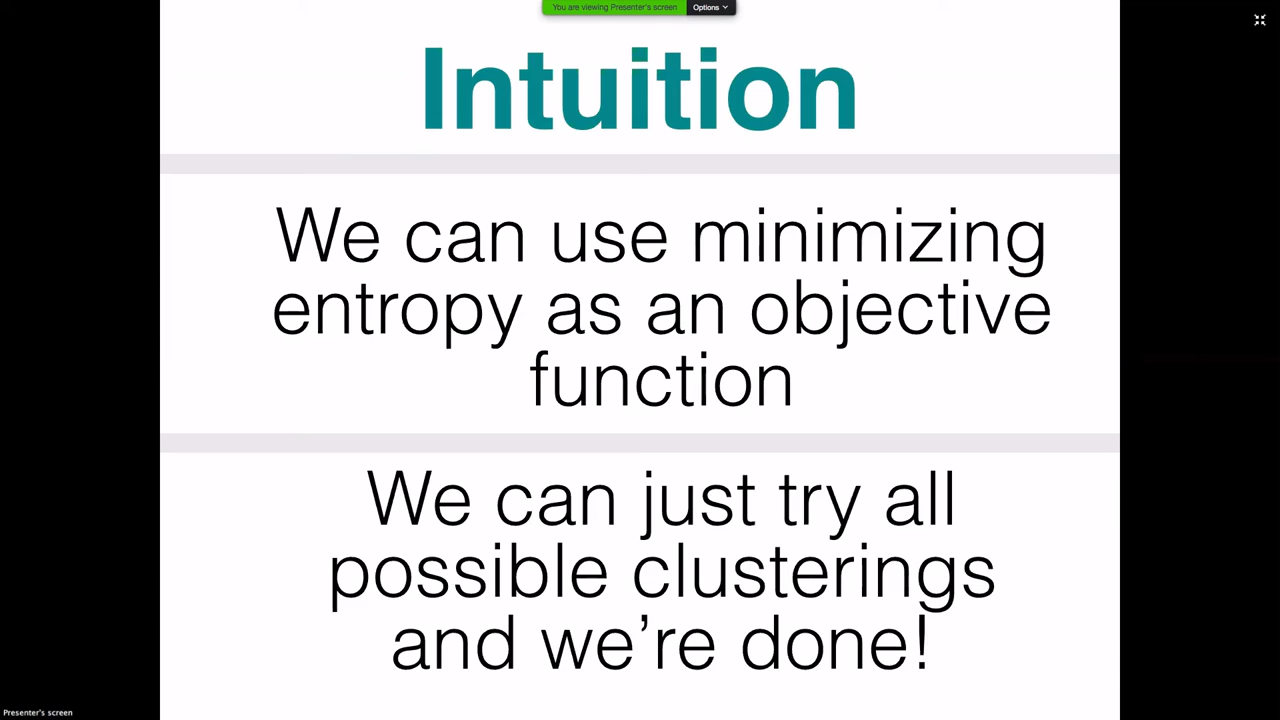 You are viewing Presenter's screen Options
Intuition
We can use minimizing
entropy as an objective
function
We can just try all
possible clusterings
and we’re done!
Presenter's screen